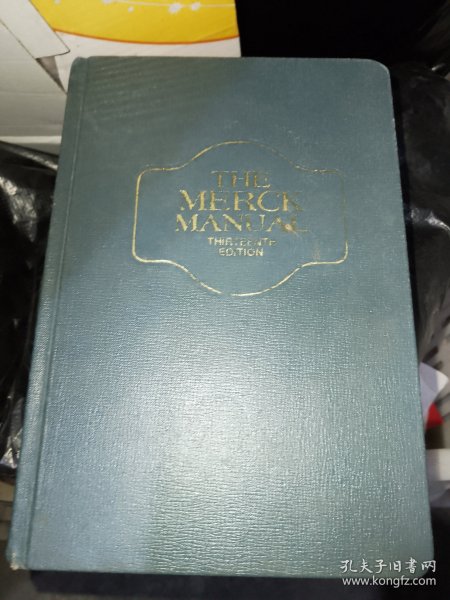 THE
MERCK
MANUAL
THIRTEENTH
EDITION
孔夫子旧书网
www.kongfz.com